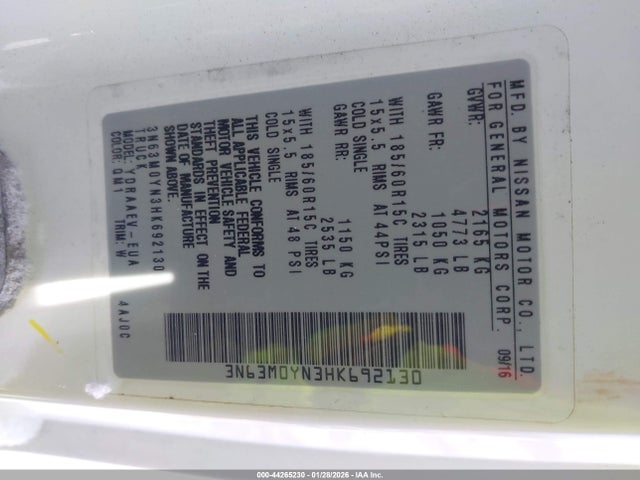 MFD. BY NISSAN MOTOR CO., LTD.
FOR GENERAL MOTORS CORP. 09/16
GVWR: 2165 KG
4773 LB
GAWR FR: 1050 KG
2315 LB
WITH 185/60R15C TIRES
15x5.5 RIMS AT 44PSI
COLD SINGLE
GAWR RR: 1150 KG
2535 LB
WITH 185/60R15C TIRES
15x5.5 RIMS AT 48 PSI
COLD SINGLE
THIS VEHICLE CONFORMS TO
ALL APPLICABLE FEDERAL
MOTOR VEHICLE SAFETY AND
THEFT PREVENTION
STANDARDS IN EFFECT ON THE
DATE OF MANUFACTURE
SHOWN ABOVE.
3N63M0YN3HK692130
TRUCK
MODEL: YDRAAEV-EUA
COLOR: QM1 TRIM: W 4AJ0C
3N63M0YN3HK692130
000-44265230 - 01/28/2026 - IAA, Inc.